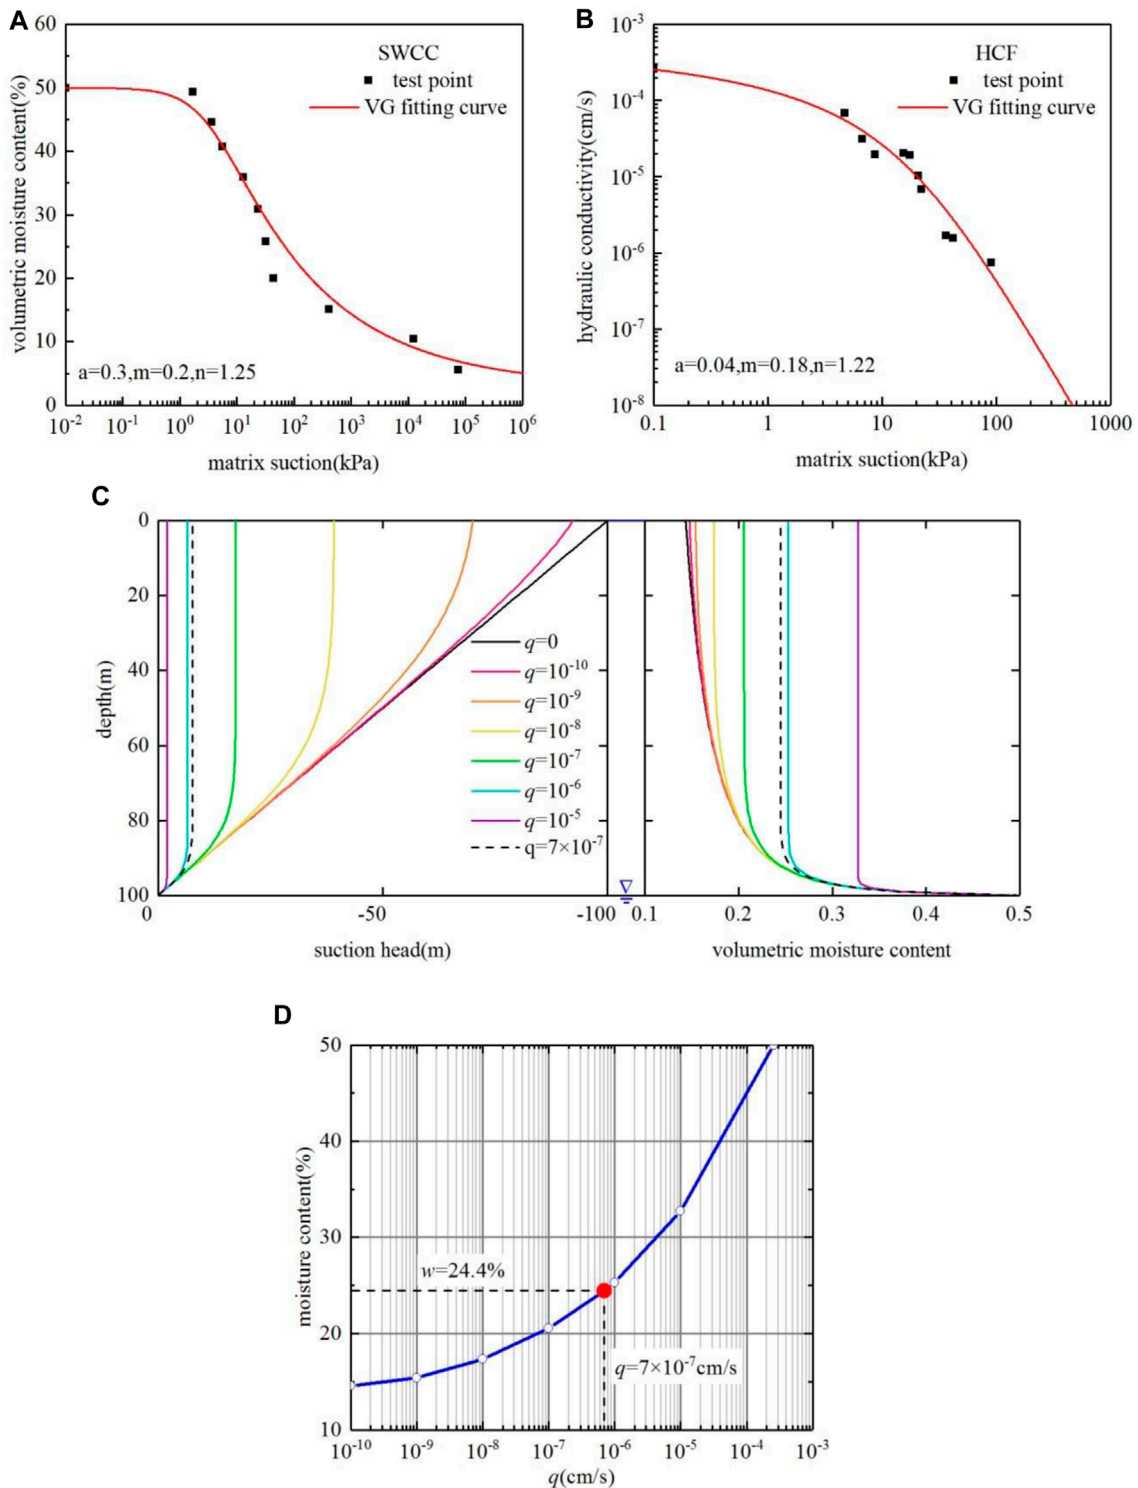 A
60
50
40
30
20
10
0
volumetric moisture content(%)
SWCC
test point
VG fitting curve
a=0.3,m=0.2,n=1.25
10-2 10-1 100 101 102 103 104 105 106
matrix suction(kPa)
B
10-3
10-4
10-5
10-6
10-7
10-8
hydraulic conductivity(cm/s)
HCF
test point
VG fitting curve
a=0.04,m=0.18,n=1.22
0.1 1 10 100 1000
matrix suction(kPa)
C
0
20
40
60
80
100
depth(m)
q=0
q=10-10
q=10-9
q=10-8
q=10-7
q=10-6
q=10-5
q=7×10-7
0 -50 -100 0.1 0.2 0.3 0.4 0.5
suction head(m) volumetric moisture content
D
50
40
30
20
10
moisture content(%)
w=24.4%
q=7×10-7cm/s
10-10 10-9 10-8 10-7 10-6 10-5 10-4 10-3
q(cm/s)